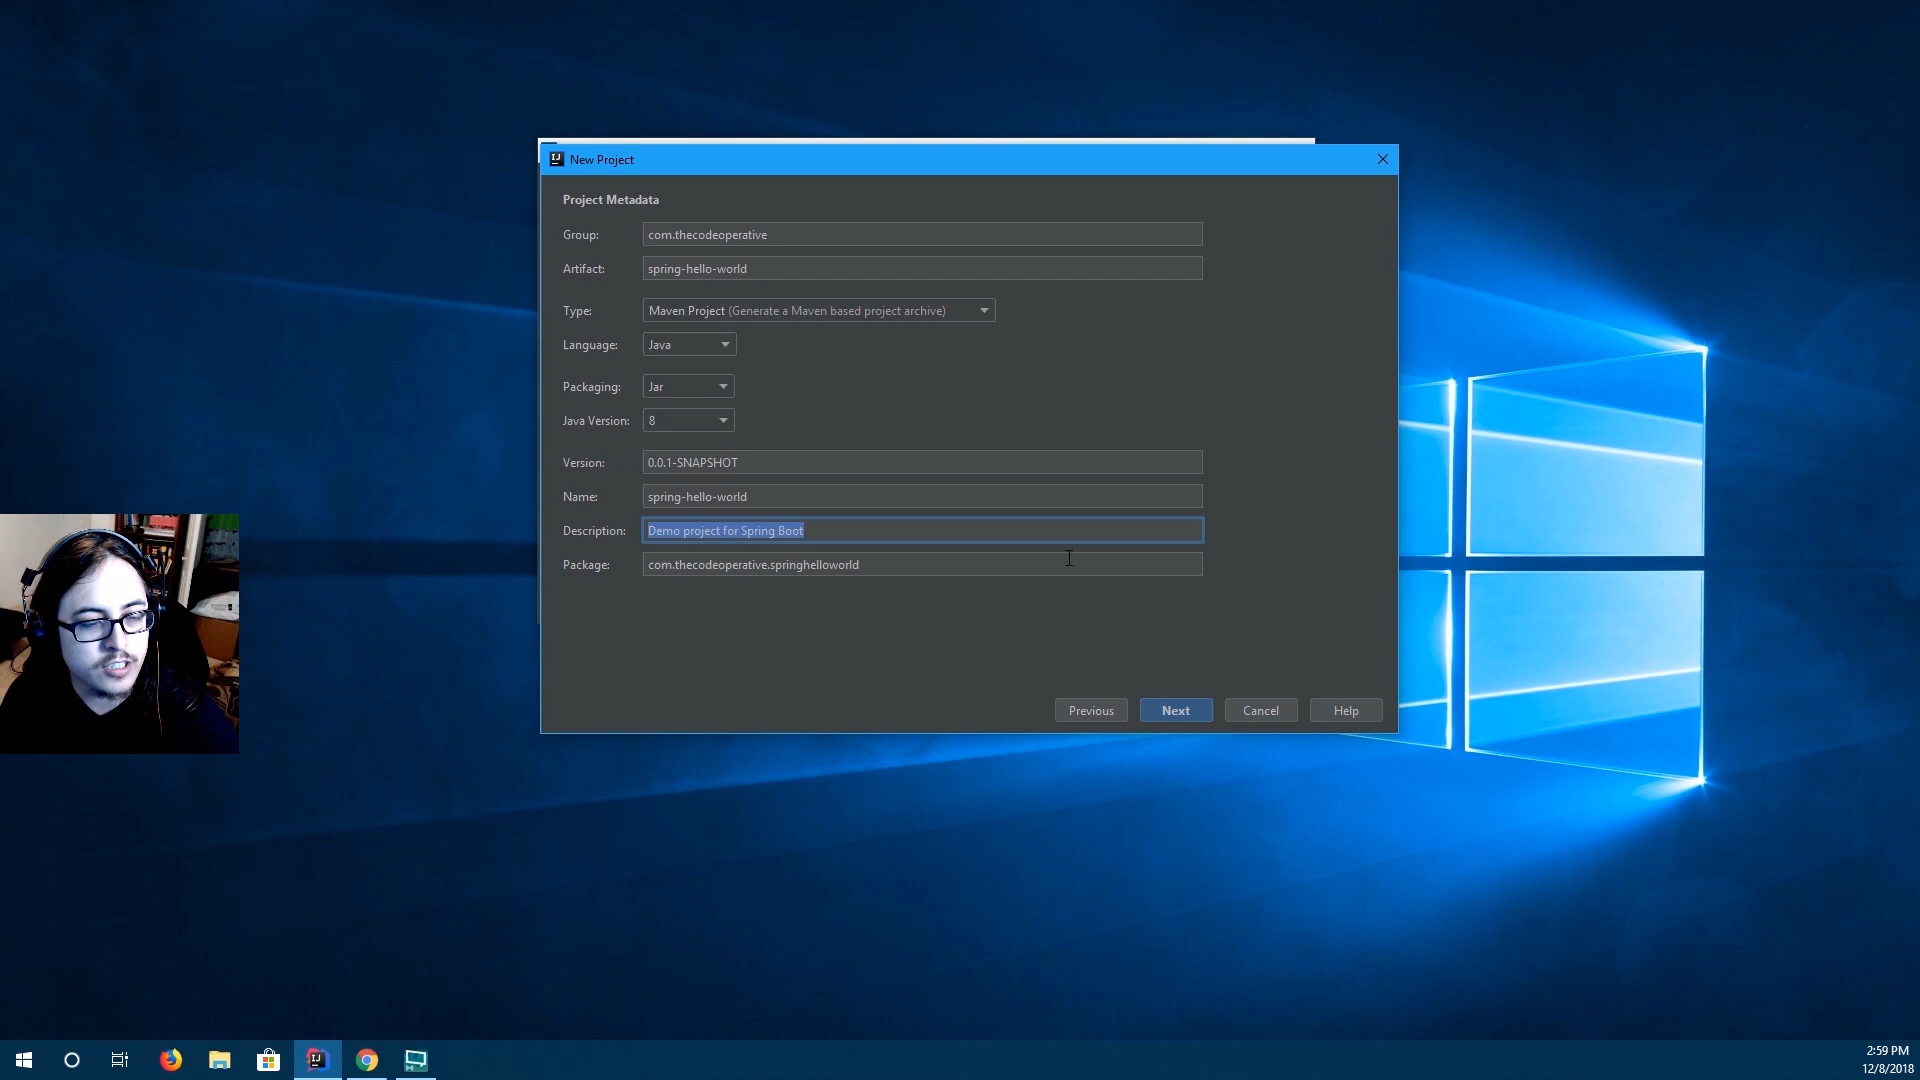 New Project
Project Metadata
Group: com.thecodeoperative
Artifact: spring-hello-world
Type: Maven Project (Generate a Maven based project archive)
Language: Java
Packaging: Jar
Java Version: 8
Version: 0.0.1-SNAPSHOT
Name: spring-hello-world
Description: Demo project for Spring Boot
Package: com.thecodeoperative.springhelloworld
Previous Next Cancel Help
2:59 PM
12/8/2018